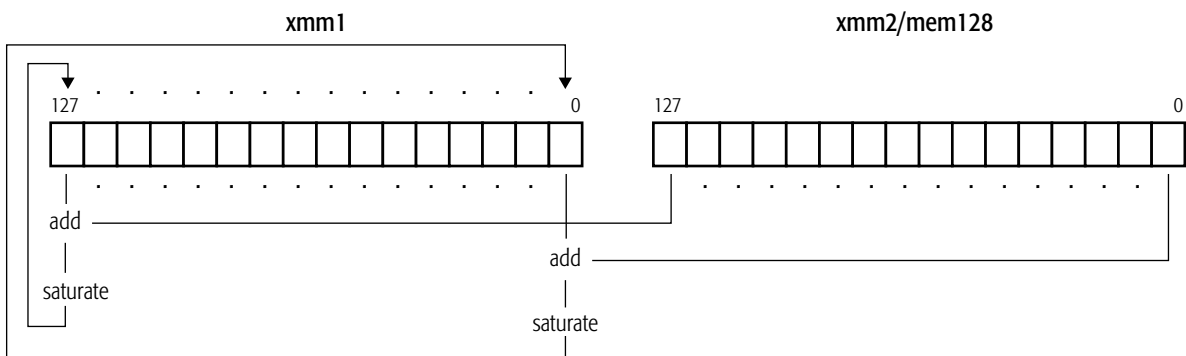 xmm1 xmm2/mem128
127 . . . . . . . . . . . . . . 0 127 0
. . . . . . . . . . . . . . . . . . . . . . . . . . . .
add
add
saturate
saturate